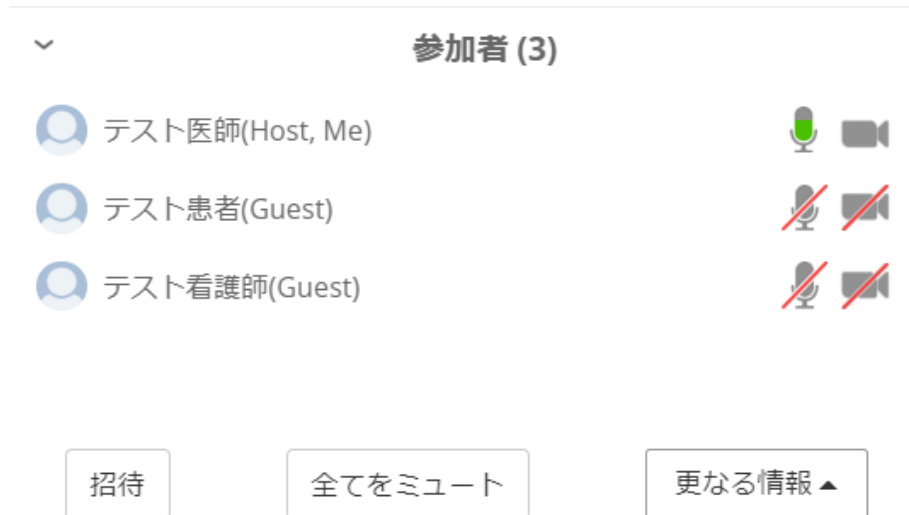 参加者 (3)
テスト医師(Host, Me)
テスト患者(Guest)
テスト看護師(Guest)
招待 全てをミュート 更なる情報▲